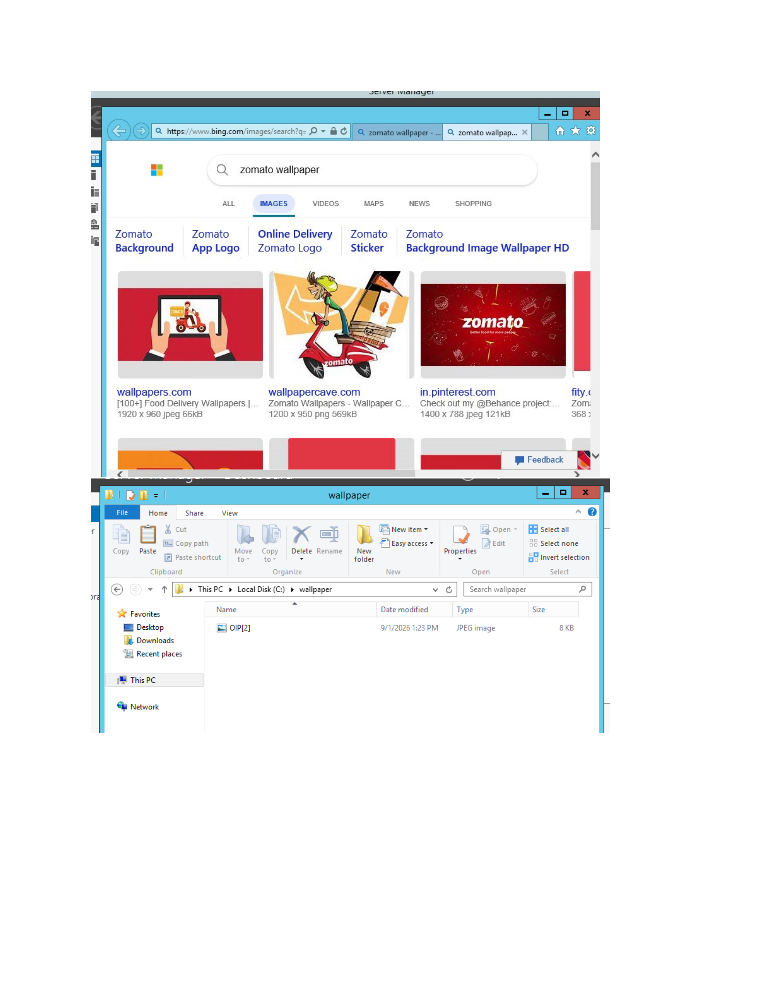 Server Manager
https://www.bing.com/images/search?q=
zomato wallpaper - ...
zomato wallpap...
zomato wallpaper
ALL
IMAGES
VIDEOS
MAPS
NEWS
SHOPPING
Zomato
Background
Zomato
App Logo
Online Delivery
Zomato Logo
Zomato
Sticker
Zomato
Background Image Wallpaper HD
ZOMATO
foodpanda
zomato
zomato
Better food for more people
wallpapers.com
[100+] Food Delivery Wallpapers |...
1920 x 960 jpeg 66kB
wallpapercave.com
Zomato Wallpapers - Wallpaper C...
1200 x 950 png 569kB
in.pinterest.com
Check out my @Behance project:...
1400 x 788 jpeg 121kB
fity.
Zom
368 x
Feedback
wallpaper
File
Home
Share
View
Copy
Paste
Cut
Copy path
Paste shortcut
Clipboard
Move
to
Copy
to
Delete
Rename
Organize
New
folder
New item
Easy access
New
Properties
Open
Edit
Open
Select all
Select none
Invert selection
Select
This PC
Local Disk (C:)
wallpaper
Search wallpaper
Name
Date modified
Type
Size
Favorites
Desktop
Downloads
Recent places
This PC
Network
OIP[2]
9/1/2026 1:23 PM
JPEG image
8 KB